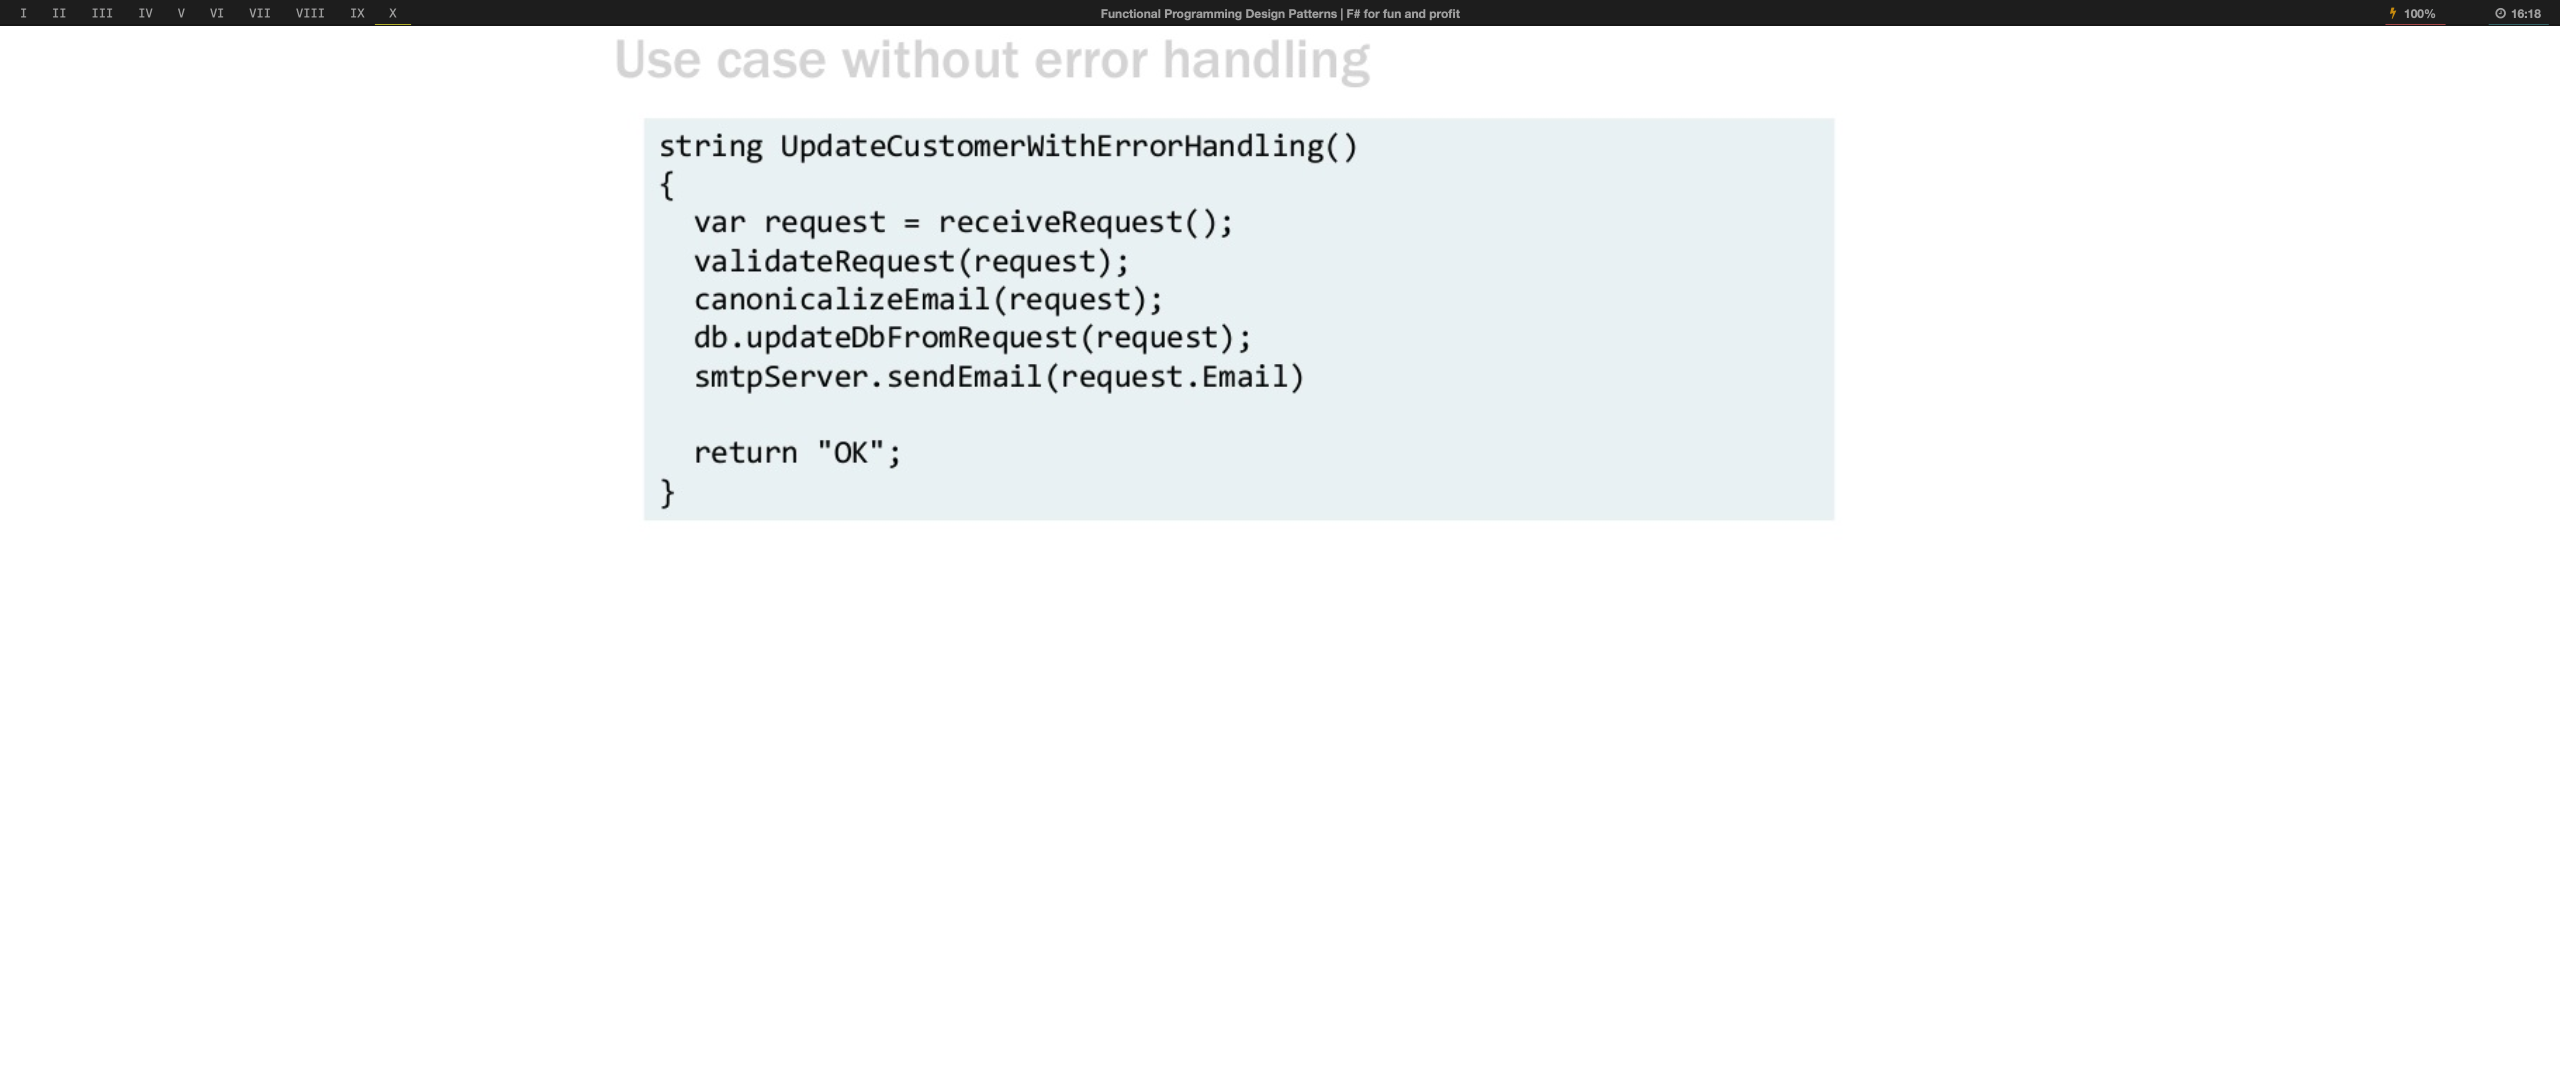 I II III IV V VI VII VIII IX X Functional Programming Design Patterns | F# for fun and profit 100% 16:18
Use case without error handling
string UpdateCustomerWithErrorHandling()
{
  var request = receiveRequest();
  validateRequest(request);
  canonicalizeEmail(request);
  db.updateDbFromRequest(request);
  smtpServer.sendEmail(request.Email)

  return "OK";
}